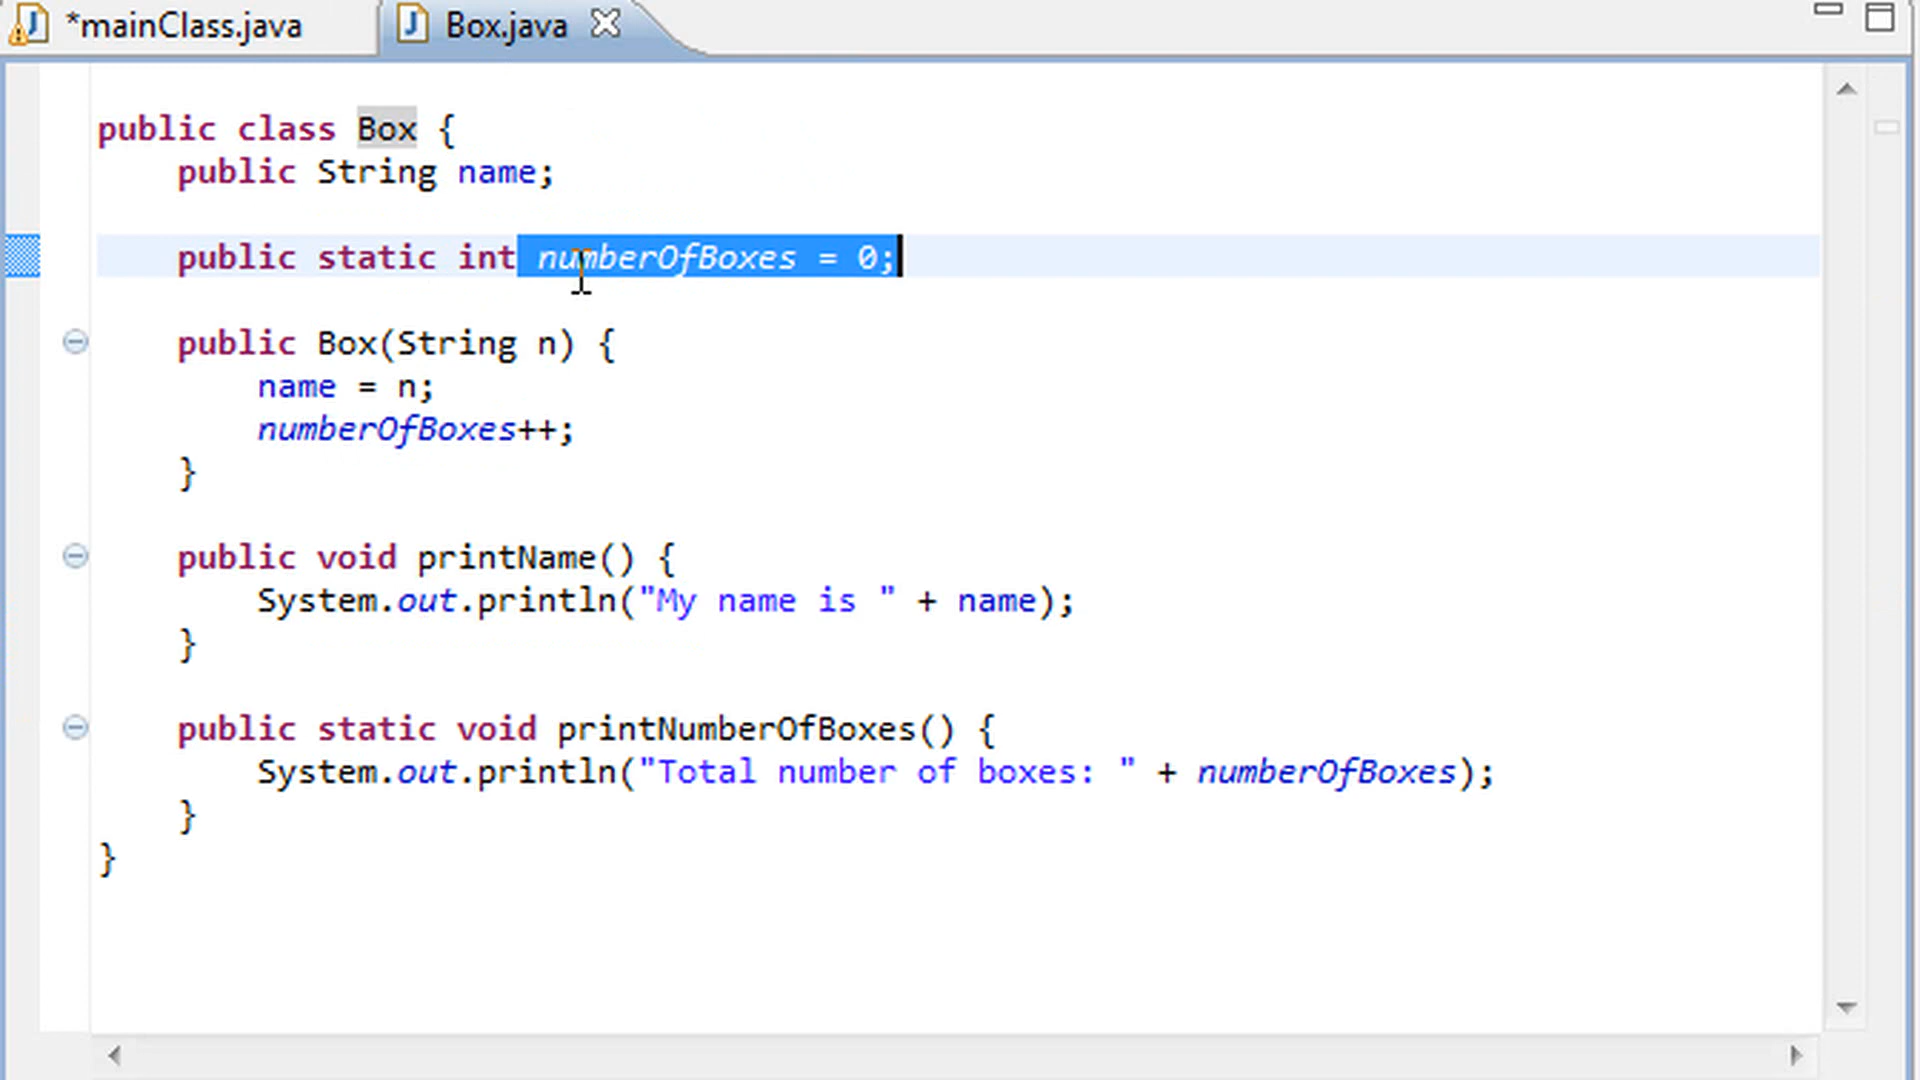 *mainClass.java
Box.java
public class Box {
public String name;
public static int numberOfBoxes = 0;
public Box(String n) {
name = n;
numberOfBoxes++;
}
public void printName() {
System.out.println("My name is " + name);
}
public static void printNumberOfBoxes() {
System.out.println("Total number of boxes: " + numberOfBoxes);
}
}